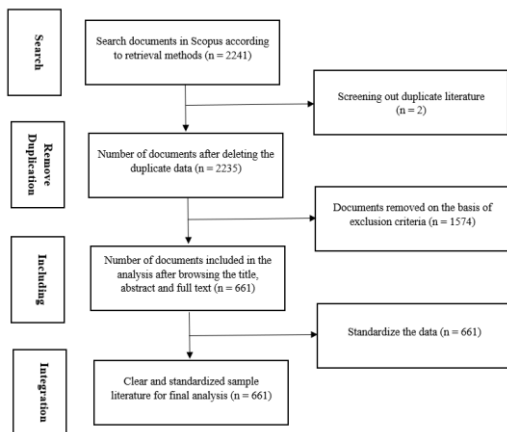 Search
Search documents in Scopus according
to retrieval methods (n = 2241)
Screening out duplicate literature
(n = 2)
Remove
Duplication
Number of documents after deleting the
duplicate data (n = 2235)
Documents removed on the basis of
exclusion criteria (n = 1574)
Including
Number of documents included in the
analysis after browsing the title,
abstract and full text (n = 661)
Standardize the data (n = 661)
Integration
Clear and standardized sample
literature for final analysis (n = 661)